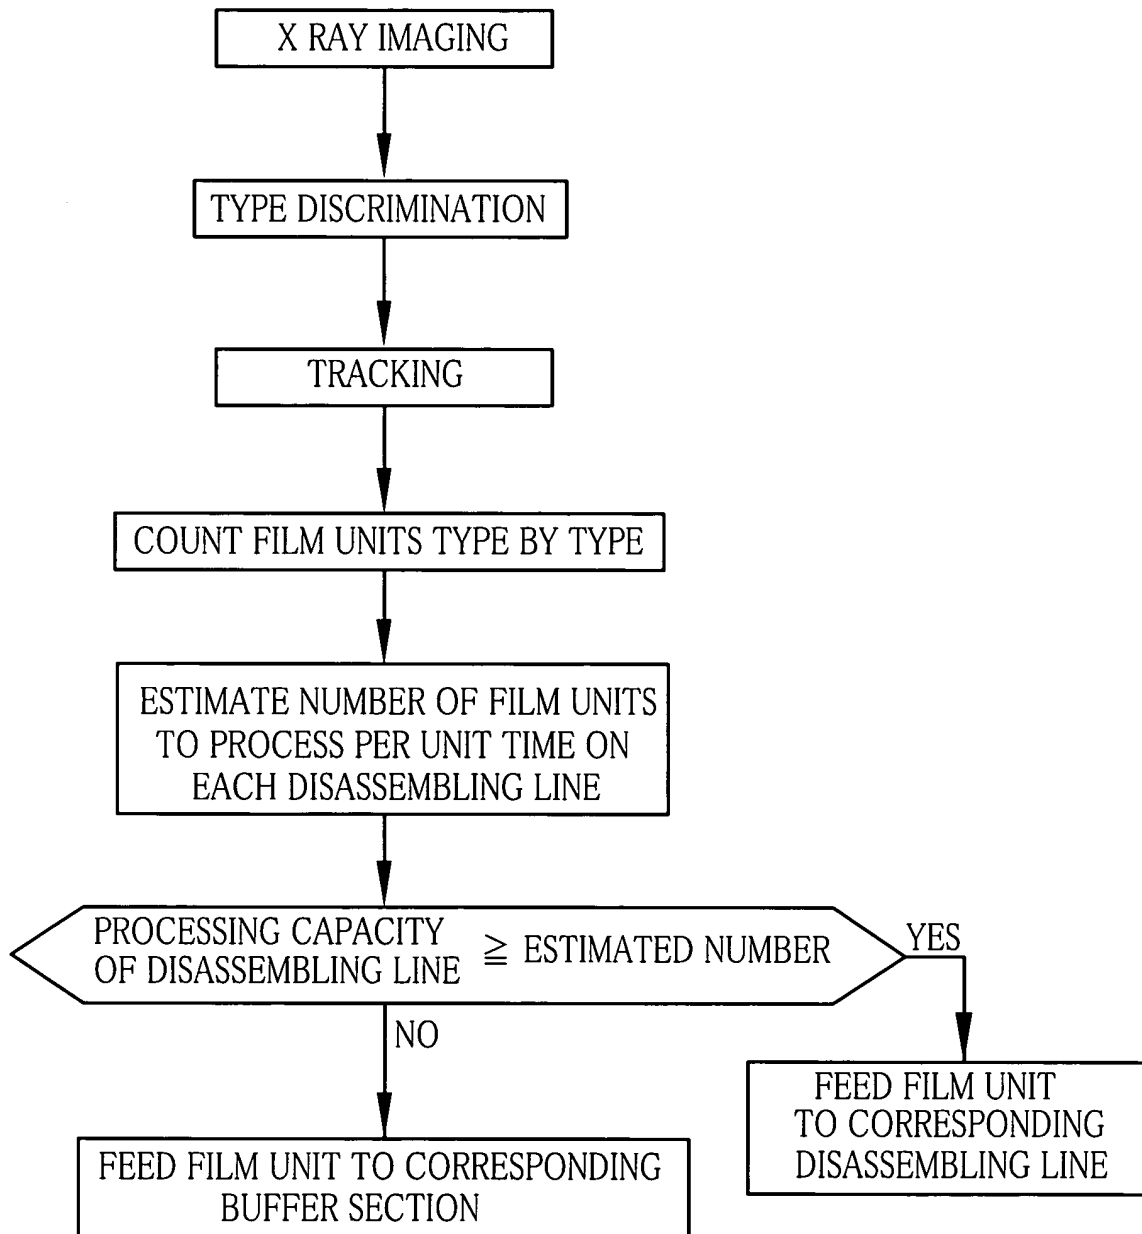 X RAY IMAGING
TYPE DISCRIMINATION
TRACKING
COUNT FILM UNITS TYPE BY TYPE
ESTIMATE NUMBER OF FILM UNITS
TO PROCESS PER UNIT TIME ON
EACH DISASSEMBLING LINE
PROCESSING CAPACITY
OF DISASSEMBLING LINE ≧ ESTIMATED NUMBER
YES
NO
FEED FILM UNIT
TO CORRESPONDING
DISASSEMBLING LINE
FEED FILM UNIT TO CORRESPONDING
BUFFER SECTION